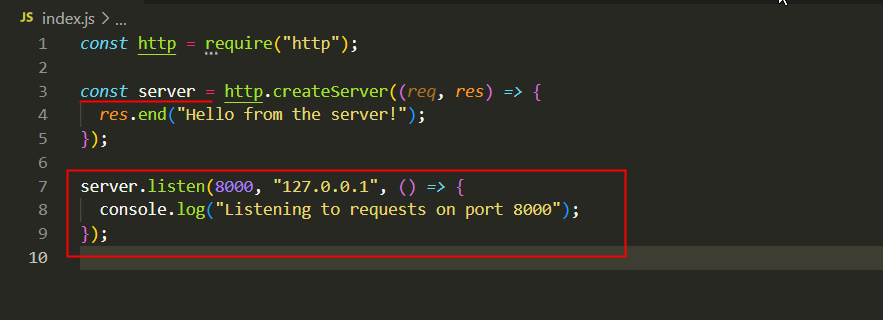 JS index.js > ...
1 const http = require("http");
2
3 const server = http.createServer((req, res) => {
4 res.end("Hello from the server!");
5 });
6
7 server.listen(8000, "127.0.0.1", () => {
8 console.log("Listening to requests on port 8000");
9 });
10